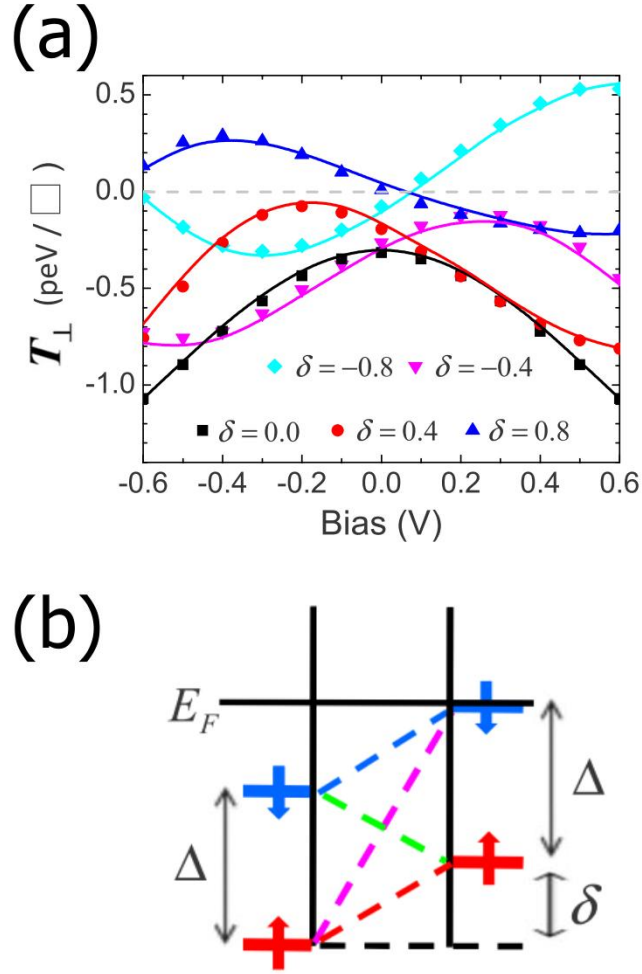 (a)
T⊥ (peV / □)
0.5
0.0
-0.5
-1.0
δ = −0.8 δ = −0.4
δ = 0.0 δ = 0.4 δ = 0.8
-0.6 -0.4 -0.2 0.0 0.2 0.4 0.6
Bias (V)
(b)
E_F
Δ
Δ
δ